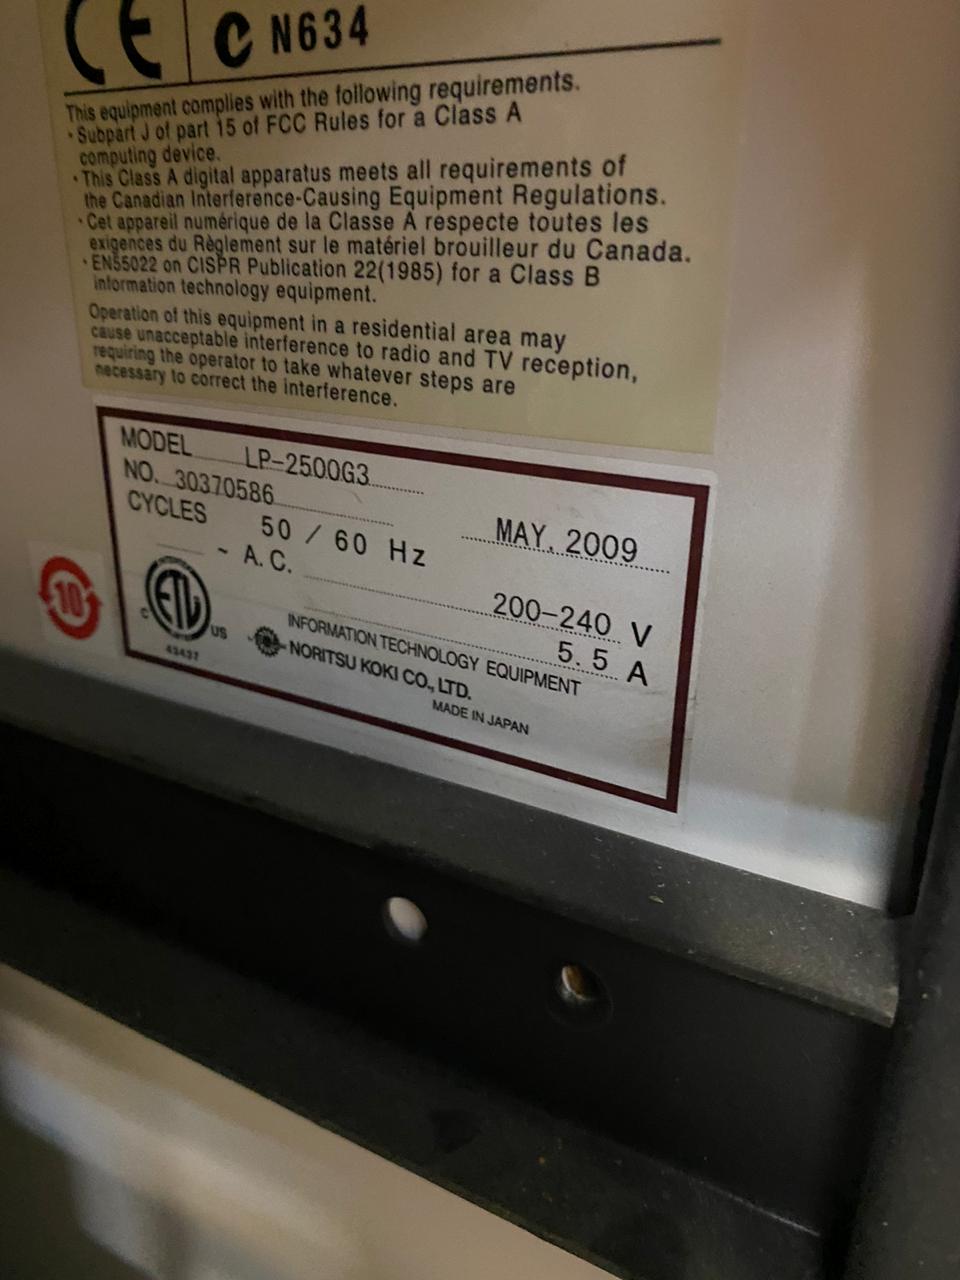 CE C N634
This equipment complies with the following requirements.
・Subpart J of part 15 of FCC Rules for a Class A
computing device.
・This Class A digital apparatus meets all requirements of
the Canadian Interference-Causing Equipment Regulations.
・Cet appareil numérique de la Classe A respecte toutes les
exigences du Règlement sur le matériel brouilleur du Canada.
・EN55022 on CISPR Publication 22(1985) for a Class B
information technology equipment.
Operation of this equipment in a residential area may
cause unacceptable interference to radio and TV reception,
requiring the operator to take whatever steps are
necessary to correct the interference.
MODEL LP-2500G3
NO. 30370586 MAY, 2009
CYCLES 50 / 60 Hz
~ A.C. 200-240 V
5.5 A
10
C ETL US
43437
INFORMATION TECHNOLOGY EQUIPMENT
NORITSU KOKI CO., LTD.
MADE IN JAPAN